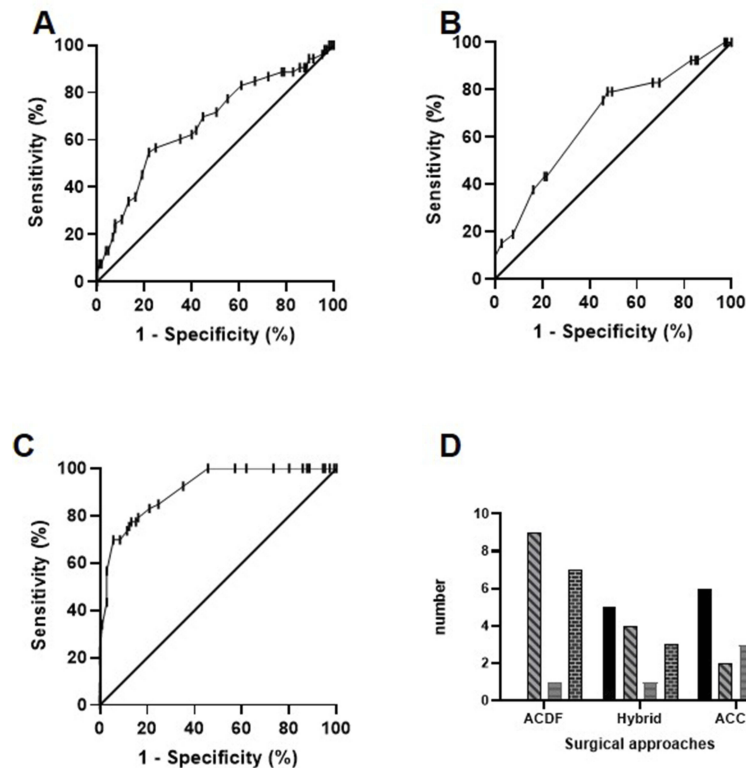 A
100
80
60
40
20
0
Sensitivity (%)
0 20 40 60 80 100
1 - Specificity (%)
B
100
80
60
40
20
0
Sensitivity (%)
0 20 40 60 80 100
1 - Specificity (%)
C
100
80
60
40
20
0
Sensitivity (%)
0 20 40 60 80 100
1 - Specificity (%)
D
10
8
6
4
2
0
number
ACDF Hybrid ACC
Surgical approaches